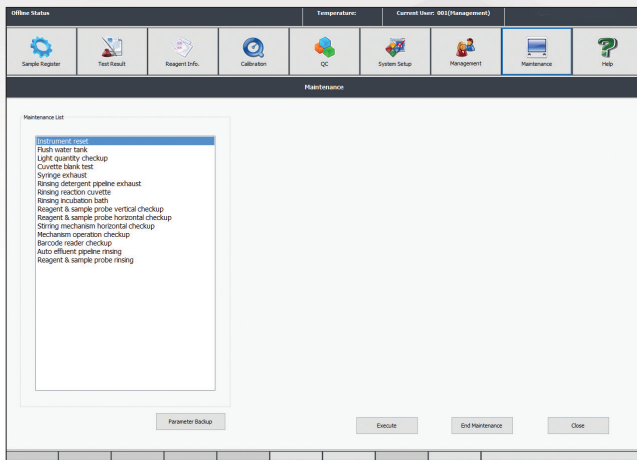 Offline Status
Temperature:
Current User: 001(Management)
Sample Register
Test Result
Reagent Info.
Calibration
QC
System Setup
Management
Maintenance
Help
Maintenance
Maintenance List
Instrument reset
Flush water tank
Light quantity checkup
Cuvette blank test
Syringe exhaust
Rinsing detergent pipeline exhaust
Rinsing reaction cuvette
Rinsing incubation bath
Reagent & sample probe vertical checkup
Reagent & sample probe horizontal checkup
Stirring mechanism horizontal checkup
Mechanism operation checkup
Barcode reader checkup
Auto effluent pipeline rinsing
Reagent & sample probe rinsing
Parameter Backup
Execute
End Maintenance
Close